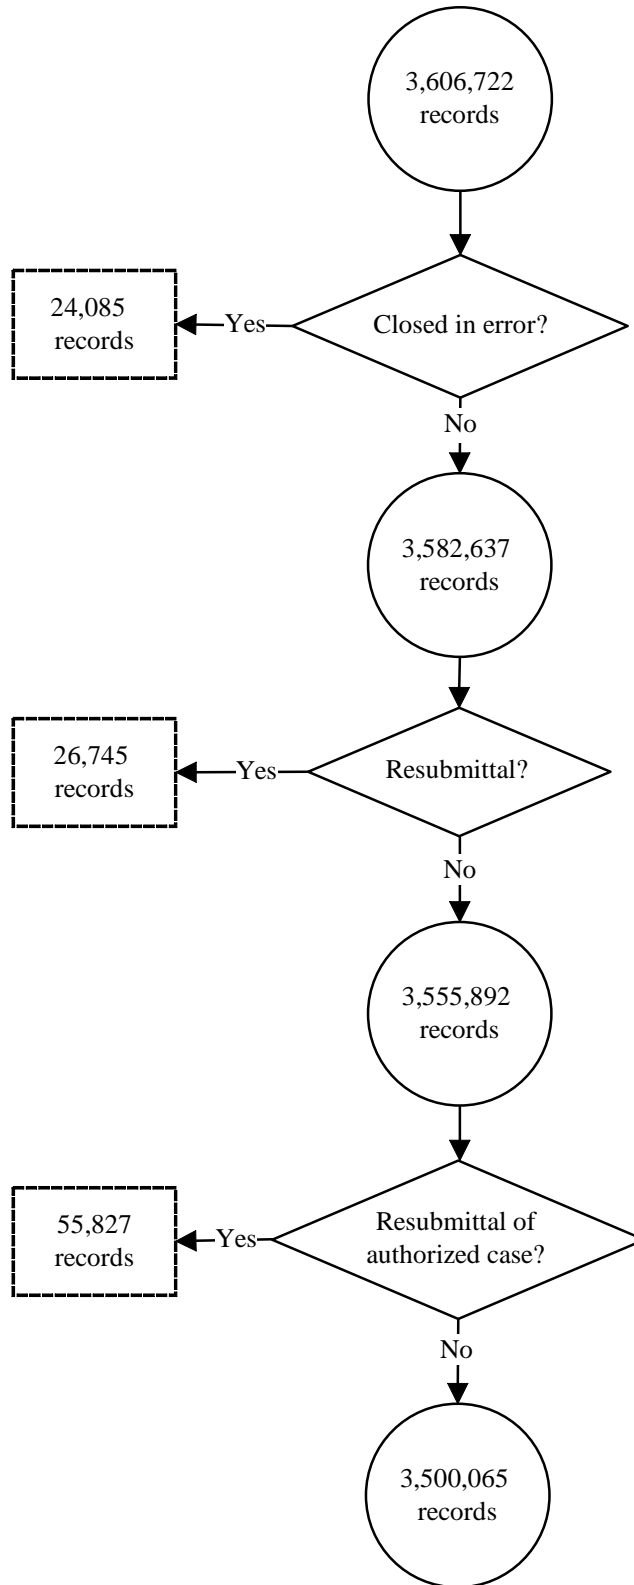 3,606,722
records
24,085
records
Yes
Closed in error?
No
3,582,637
records
26,745
records
Yes
Resubmittal?
No
3,555,892
records
55,827
records
Yes
Resubmittal of
authorized case?
No
3,500,065
records